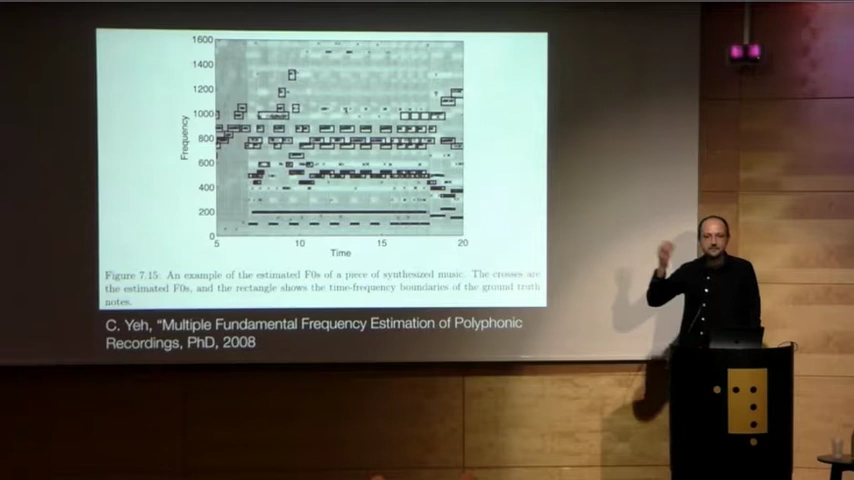 1600
1400
1200
1000
800
600
400
200
0
Frequency
5 10 15 20
Time
Figure 7.15: An example of the estimated F0s of a piece of synthesized music. The crosses are
the estimated F0s, and the rectangle shows the time-frequency boundaries of the ground truth
notes.
C. Yeh, “Multiple Fundamental Frequency Estimation of Polyphonic
Recordings, PhD, 2008